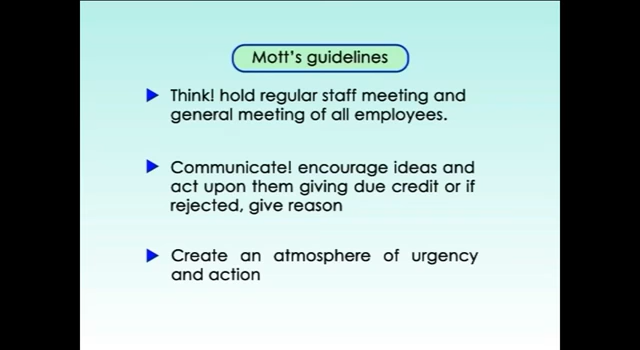 Mott's guidelines
Think! hold regular staff meeting and
general meeting of all employees.
Communicate! encourage ideas and
act upon them giving due credit or if
rejected, give reason
Create an atmosphere of urgency
and action